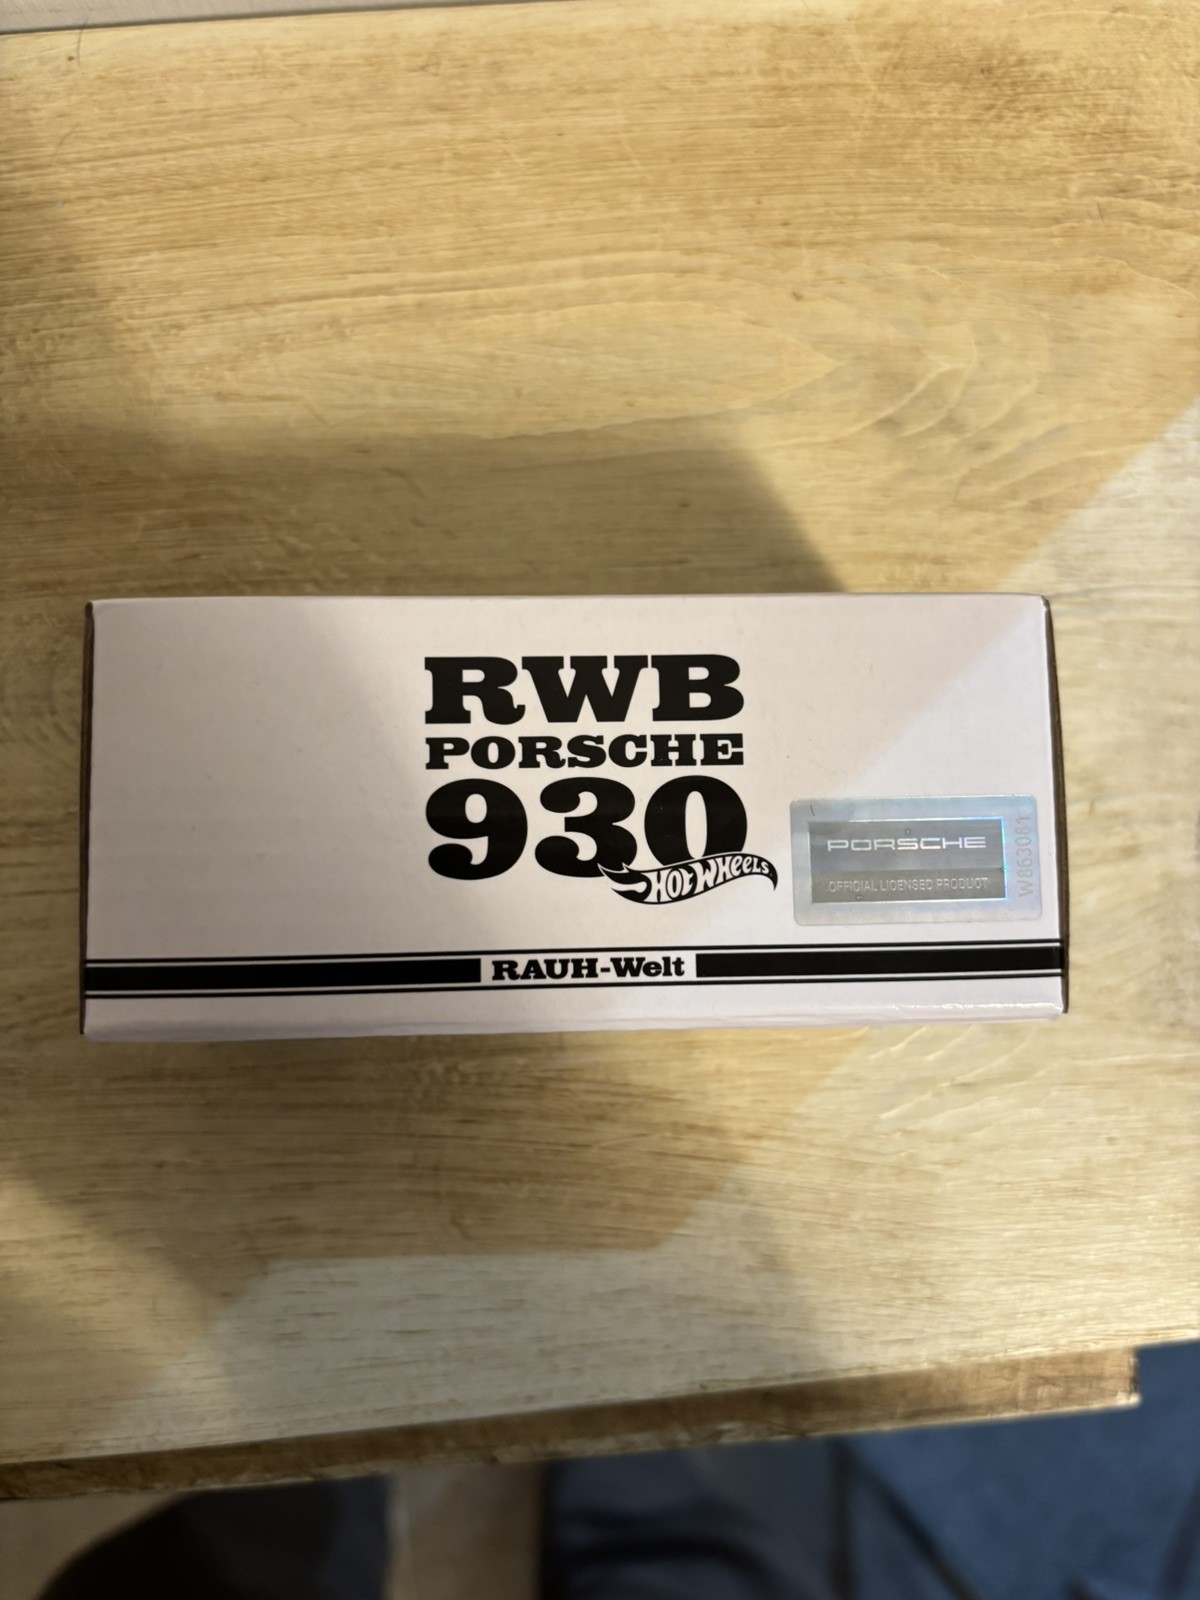 RWB
PORSCHE
930
HOT WHEELS
PORSCHE
OFFICIAL LICENSED PRODUCT
W863081
RAUH-Welt